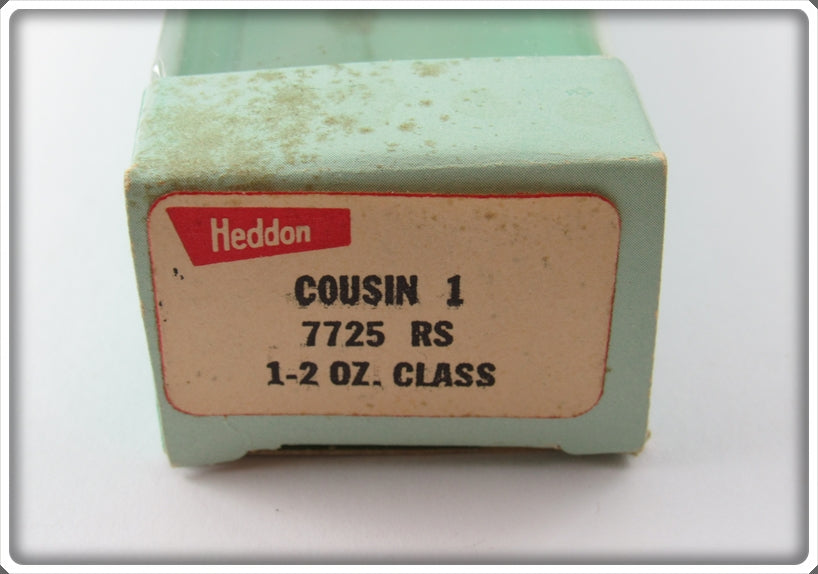 Heddon
COUSIN 1
7725 RS
1-2 OZ. CLASS